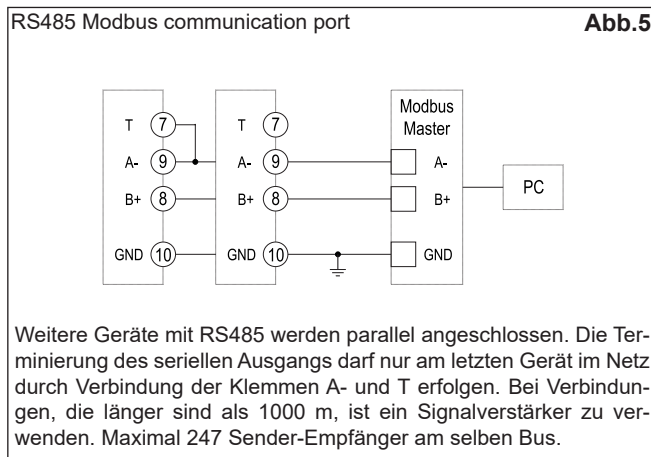 RS485 Modbus communication port Abb.5
Modbus
Master
T 7 T 7
A- 9 A- 9 A-
B+ 8 B+ 8 B+
PC
GND 10 GND 10 GND
Weitere Geräte mit RS485 werden parallel angeschlossen. Die Ter-
minierung des seriellen Ausgangs darf nur am letzten Gerät im Netz
durch Verbindung der Klemmen A- und T erfolgen. Bei Verbindun-
gen, die länger sind als 1000 m, ist ein Signalverstärker zu ver-
wenden. Maximal 247 Sender-Empfänger am selben Bus.